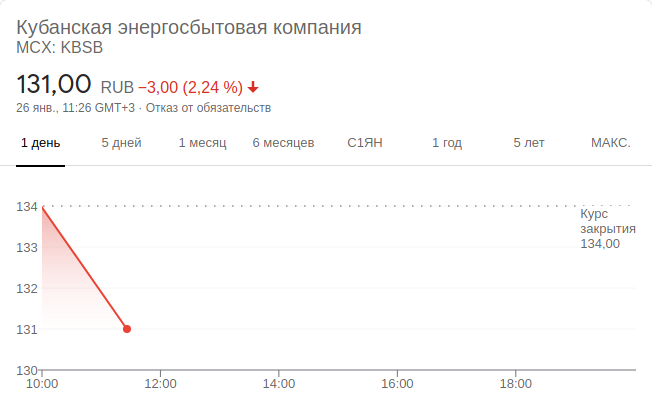 Кубанская энергосбытовая компания
MCX: KBSB
131,00 RUB −3,00 (2,24 %)
26 янв., 11:26 GMT+3 · Отказ от обязательств
1 день 5 дней 1 месяц 6 месяцев С1ЯН 1 год 5 лет МАКС.
134
Курс
закрытия
134,00
133
132
131
130
10:00 12:00 14:00 16:00 18:00